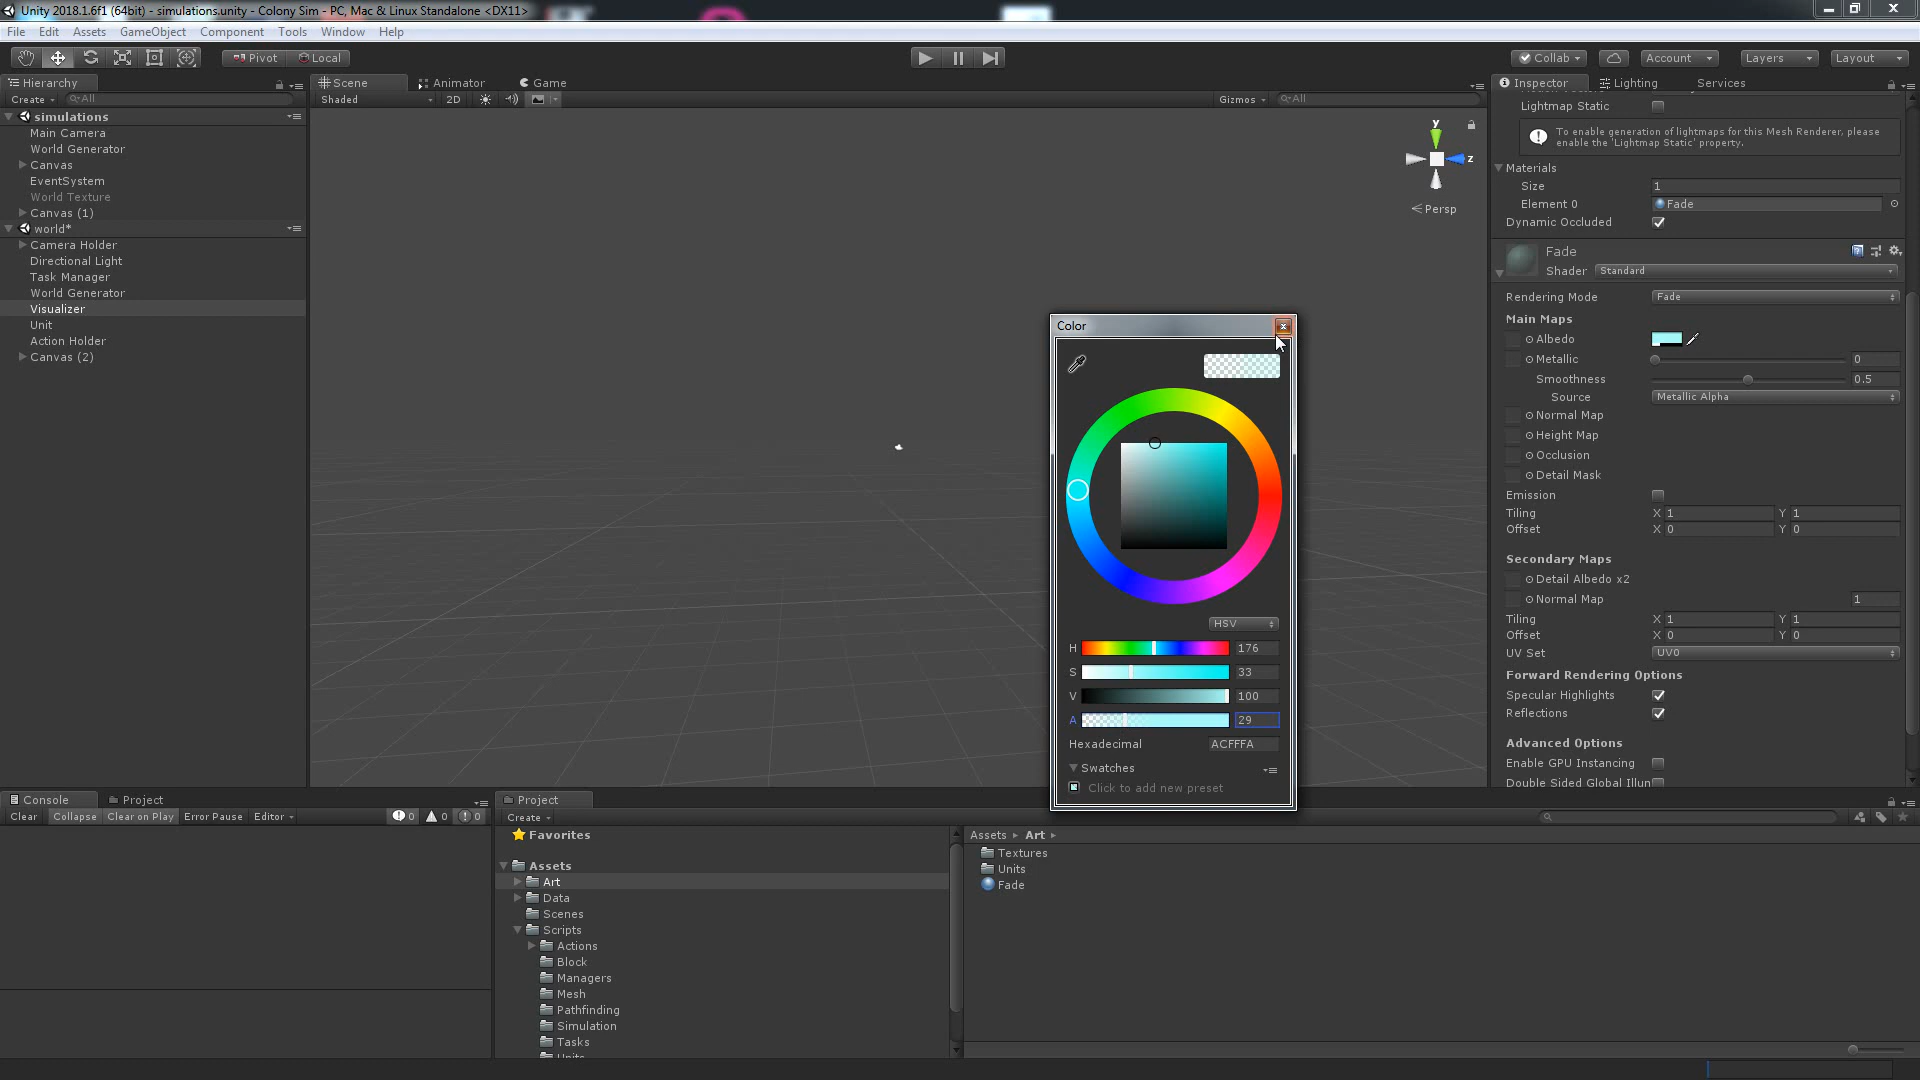 Unity 2018.1.6f1 (64bit) - simulations.unity - Colony Sim - PC, Mac & Linux Standalone <DX11>
File Edit Assets GameObject Component Tools Window Help
Pivot Local Collab Account Layers Layout
Hierarchy
Create All
simulations
Main Camera
World Generator
Canvas
EventSystem
World Texture
Canvas (1)
world*
Camera Holder
Directional Light
Task Manager
World Generator
Visualizer
Unit
Action Holder
Canvas (2)
Scene Animator Game
Shaded 2D Gizmos All
y
z
Persp
Color
HSV
H 176
S 33
V 100
A 29
Hexadecimal ACFFFA
Swatches
Click to add new preset
Inspector Lighting Services
Lightmap Static
To enable generation of lightmaps for this Mesh Renderer, please
enable the 'Lightmap Static' property.
Materials
Size 1
Element 0 Fade
Dynamic Occluded
Fade
Shader Standard
Rendering Mode Fade
Main Maps
Albedo
Metallic 0
Smoothness 0.5
Source Metallic Alpha
Normal Map
Height Map
Occlusion
Detail Mask
Emission
Tiling X 1 Y 1
Offset X 0 Y 0
Secondary Maps
Detail Albedo x2
Normal Map 1
Tiling X 1 Y 1
Offset X 0 Y 0
UV Set UV0
Forward Rendering Options
Specular Highlights
Reflections
Advanced Options
Enable GPU Instancing
Double Sided Global Illun
Console Project
Clear Collapse Clear on Play Error Pause Editor 0 0 0
Project
Create
Favorites
Assets
Art
Data
Scenes
Scripts
Actions
Block
Managers
Mesh
Pathfinding
Simulation
Tasks
Units
Assets Art
Textures
Units
Fade